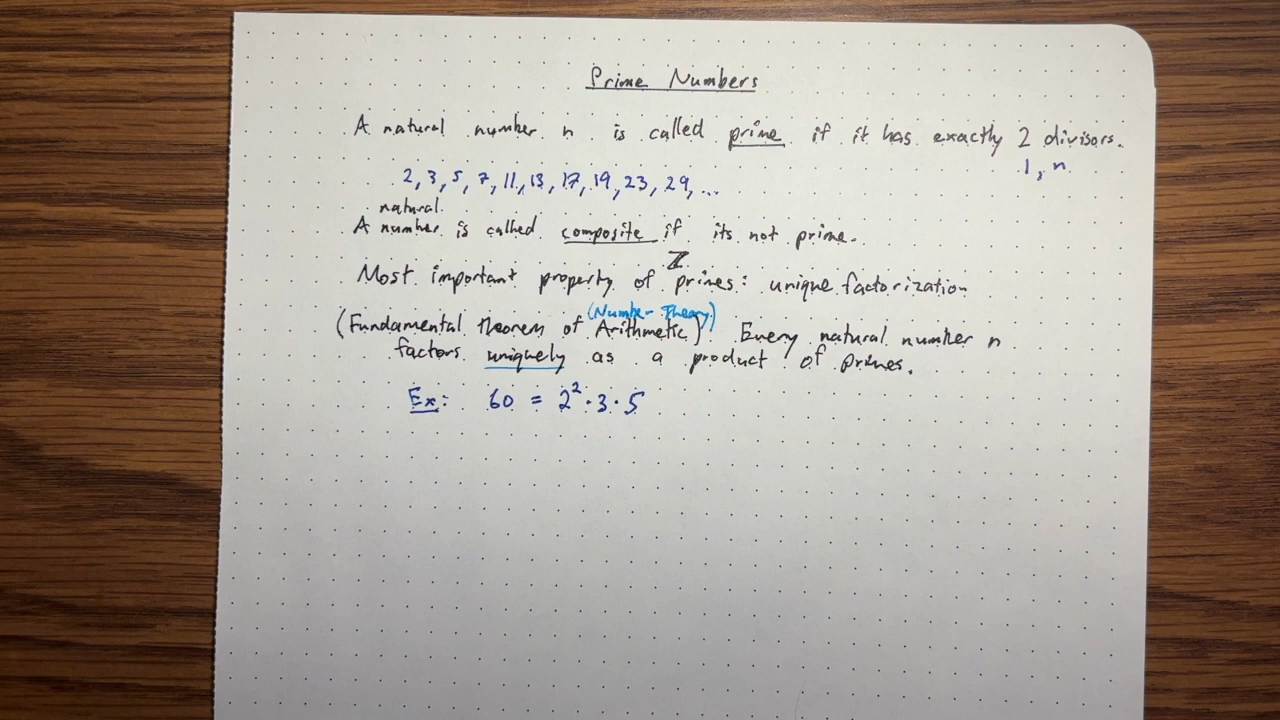 Prime Numbers
A natural number n is called prime if it has exactly 2 divisors.
1, n
2, 3, 5, 7, 11, 13, 17, 19, 23, 29, ...
natural
A number is called composite if its not prime.
ℤ
Most important property of primes: unique factorization
(Number Theory)
(Fundamental theorem of Arithmetic) Every natural number n
factors uniquely as a product of primes.
Ex: 60 = 2² · 3 · 5